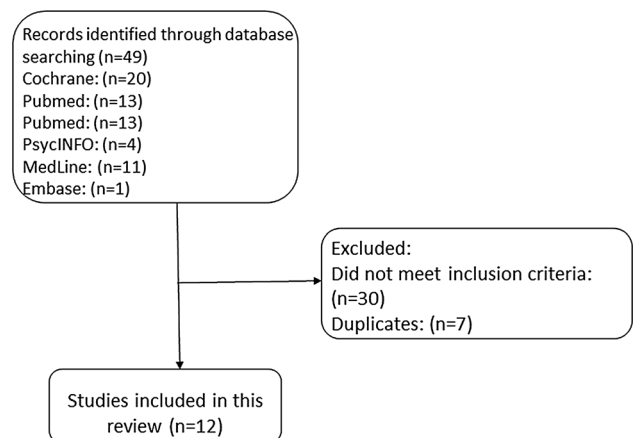 Records identified through database
searching (n=49)
Cochrane: (n=20)
Pubmed: (n=13)
Pubmed: (n=13)
PsycINFO: (n=4)
MedLine: (n=11)
Embase: (n=1)
Excluded:
Did not meet inclusion criteria:
(n=30)
Duplicates: (n=7)
Studies included in this
review (n=12)